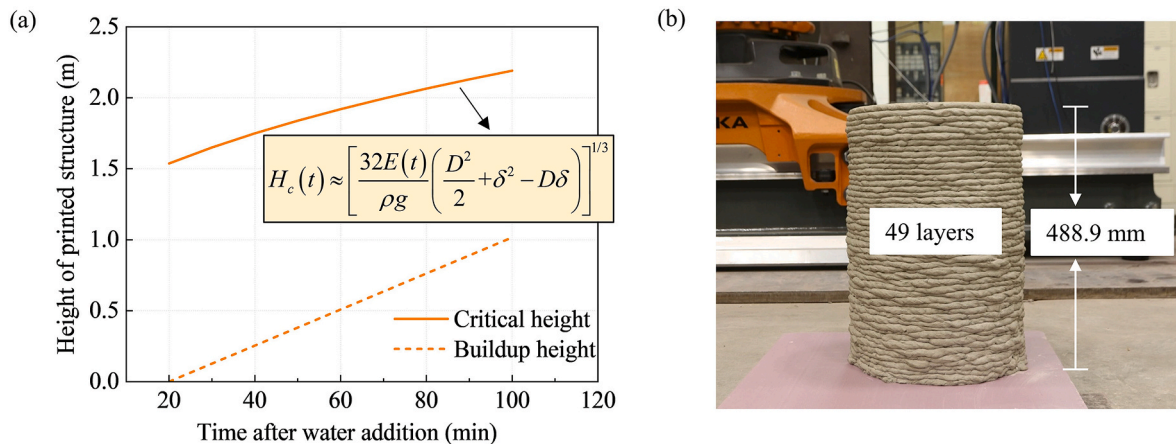 (a)
Height of printed structure (m)
2.5
2.0
1.5
1.0
0.5
0.0
H_c(t) ≈ [32E(t)/ρg (D²/2 + δ² − Dδ)]^{1/3}
Critical height
Buildup height
20
40
60
80
100
120
Time after water addition (min)
(b)
KA
49 layers
488.9 mm